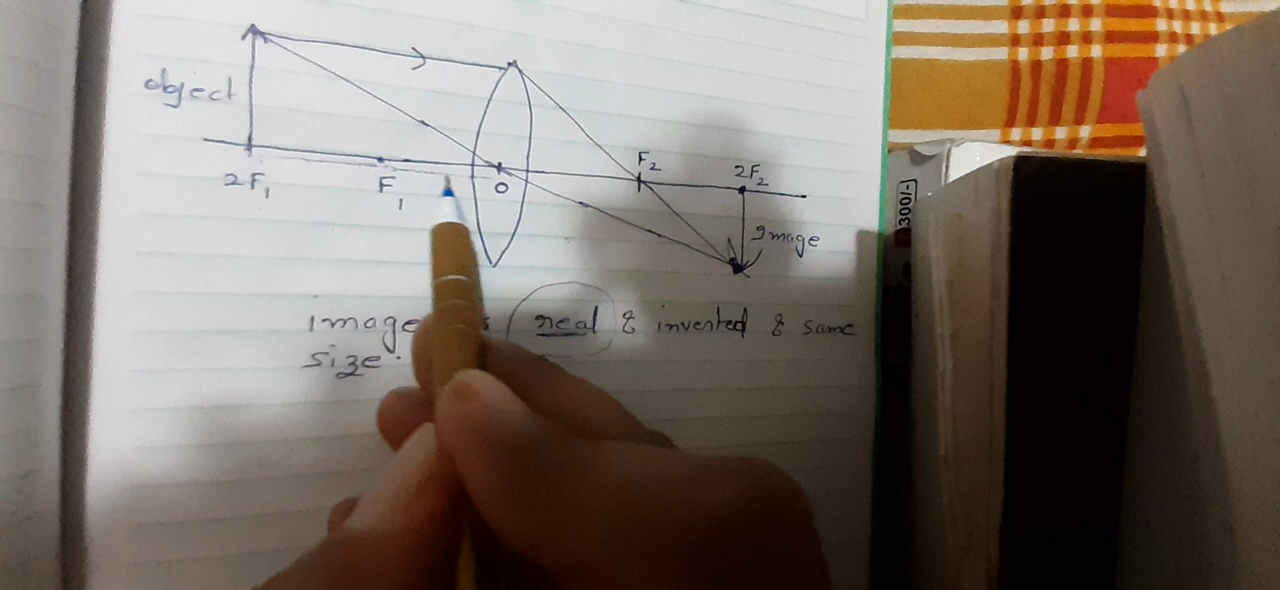 object
2F1
F1
O
F2
2F2
Image
image real & inverted & same
size.
300/-